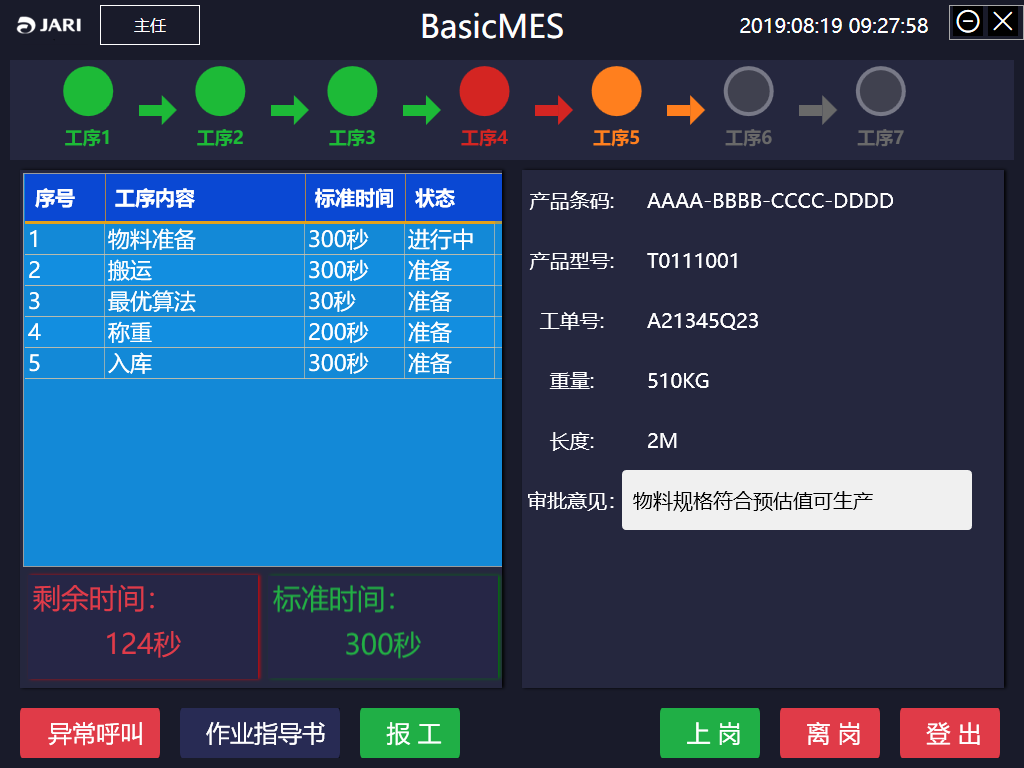 JARI 主任 BasicMES 2019:08:19 09:27:58
工序1 工序2 工序3 工序4 工序5 工序6 工序7
序号 工序内容 标准时间 状态
1 物料准备 300秒 进行中
2 搬运 300秒 准备
3 最优算法 30秒 准备
4 称重 200秒 准备
5 入库 300秒 准备
剩余时间: 标准时间:
124秒 300秒
产品条码: AAAA-BBBB-CCCC-DDDD
产品型号: T0111001
工单号: A21345Q23
重量: 510KG
长度: 2M
审批意见: 物料规格符合预估值可生产
异常呼叫 作业指导书 报 工 上 岗 离 岗 登 出